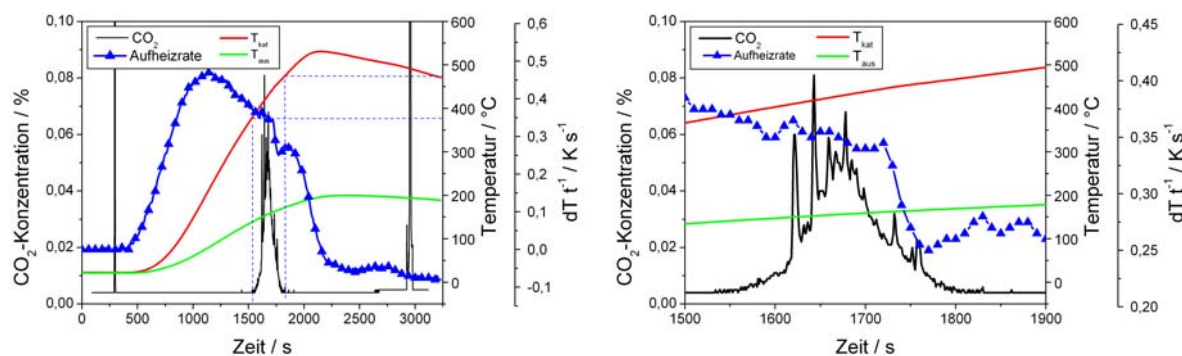 CO2
Aufheizrate
Tkat
Taus
CO2-Konzentration / %
0,10
0,08
0,06
0,04
0,02
0,00
0 500 1000 1500 2000 2500 3000
Zeit / s
600
500
400
300
200
100
0
Temperatur / °C
0,6
0,5
0,4
0,3
0,2
0,1
0,0
-0,1
dT t⁻¹ / K s⁻¹
CO2
Aufheizrate
Tkat
Taus
CO2-Konzentration / %
0,10
0,08
0,06
0,04
0,02
0,00
1500 1600 1700 1800 1900
Zeit / s
600
500
400
300
200
100
0
Temperatur / °C
0,45
0,40
0,35
0,30
0,25
0,20
dT t⁻¹ / K s⁻¹